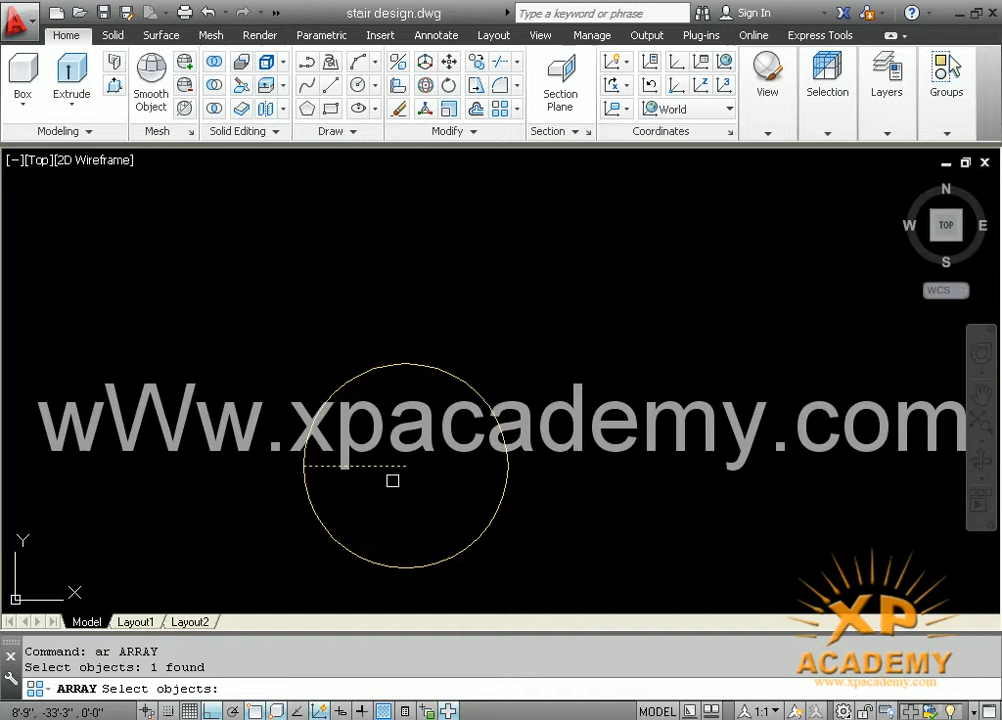 stair design.dwg
Type a keyword or phrase
Sign In
Home Solid Surface Mesh Render Parametric Insert Annotate Layout View Manage Output Plug-ins Online Express Tools
Box Extrude Smooth Object Section Plane World View Selection Layers Groups
Modeling Mesh Solid Editing Draw Modify Section Coordinates
[−][Top][2D Wireframe]
N
W TOP E
S
WCS
wWw.xpacademy.com
Y
X
XP
ACADEMY
www.xpacademy.com
Model Layout1 Layout2
Command: ar ARRAY
Select objects: 1 found
ARRAY Select objects:
8'-9", -33'-3", 0'-0" MODEL 1:1